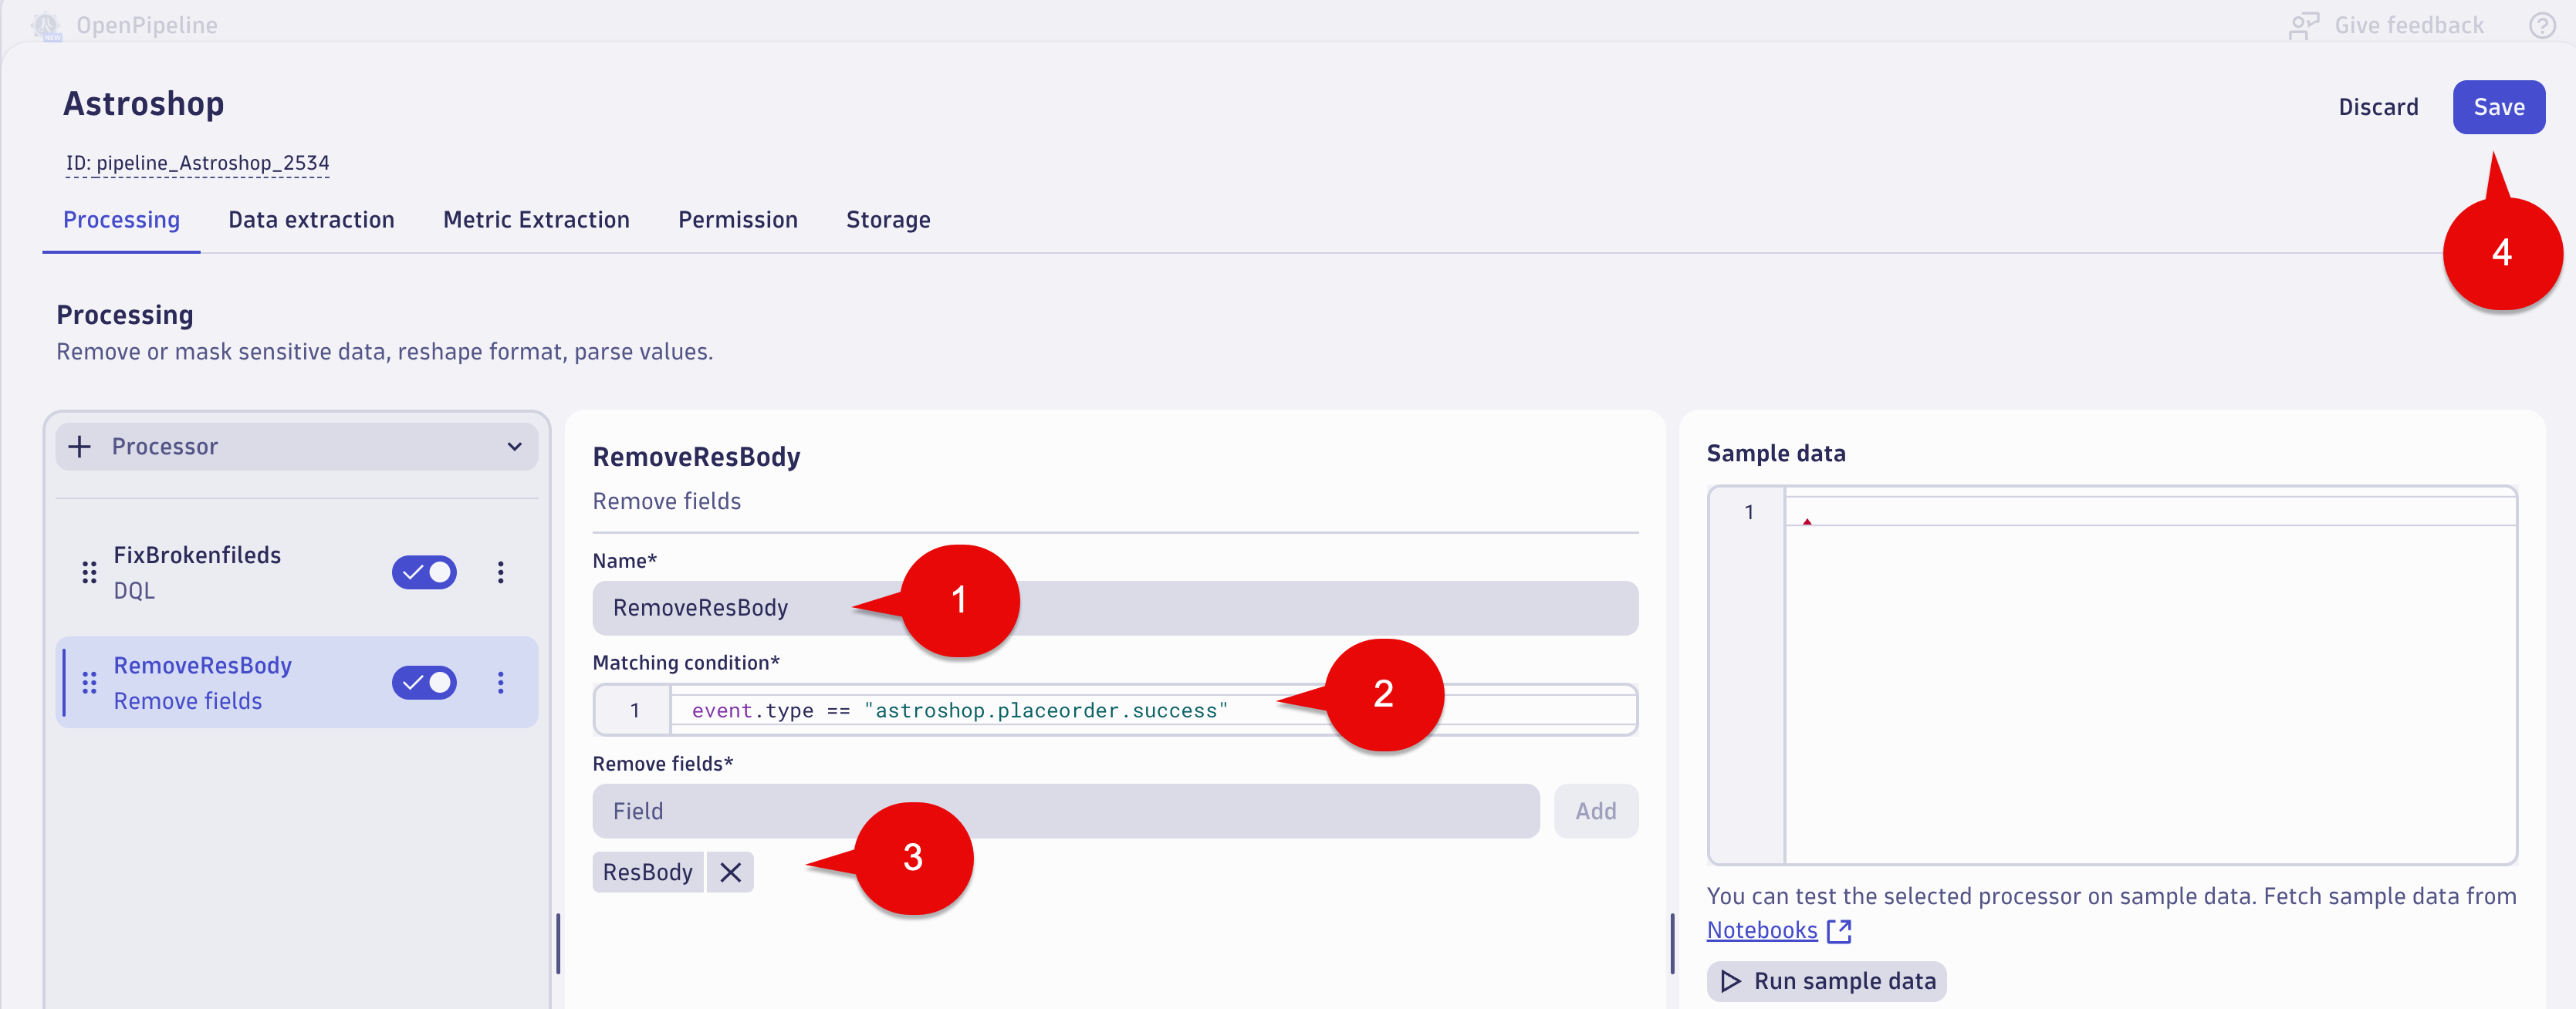 OpenPipeline
Give feedback
Astroshop
Discard
Save
ID: pipeline_Astroshop_2534
Processing
Data extraction
Metric Extraction
Permission
Storage
4
Processing
Remove or mask sensitive data, reshape format, parse values.
Processor
FixBrokenfileds
DQL
RemoveResBody
Remove fields
RemoveResBody
Remove fields
Name*
RemoveResBody
1
Matching condition*
1 event.type == "astroshop.placeorder.success"
2
Remove fields*
Field
Add
ResBody
3
Sample data
1
You can test the selected processor on sample data. Fetch sample data from
Notebooks
Run sample data